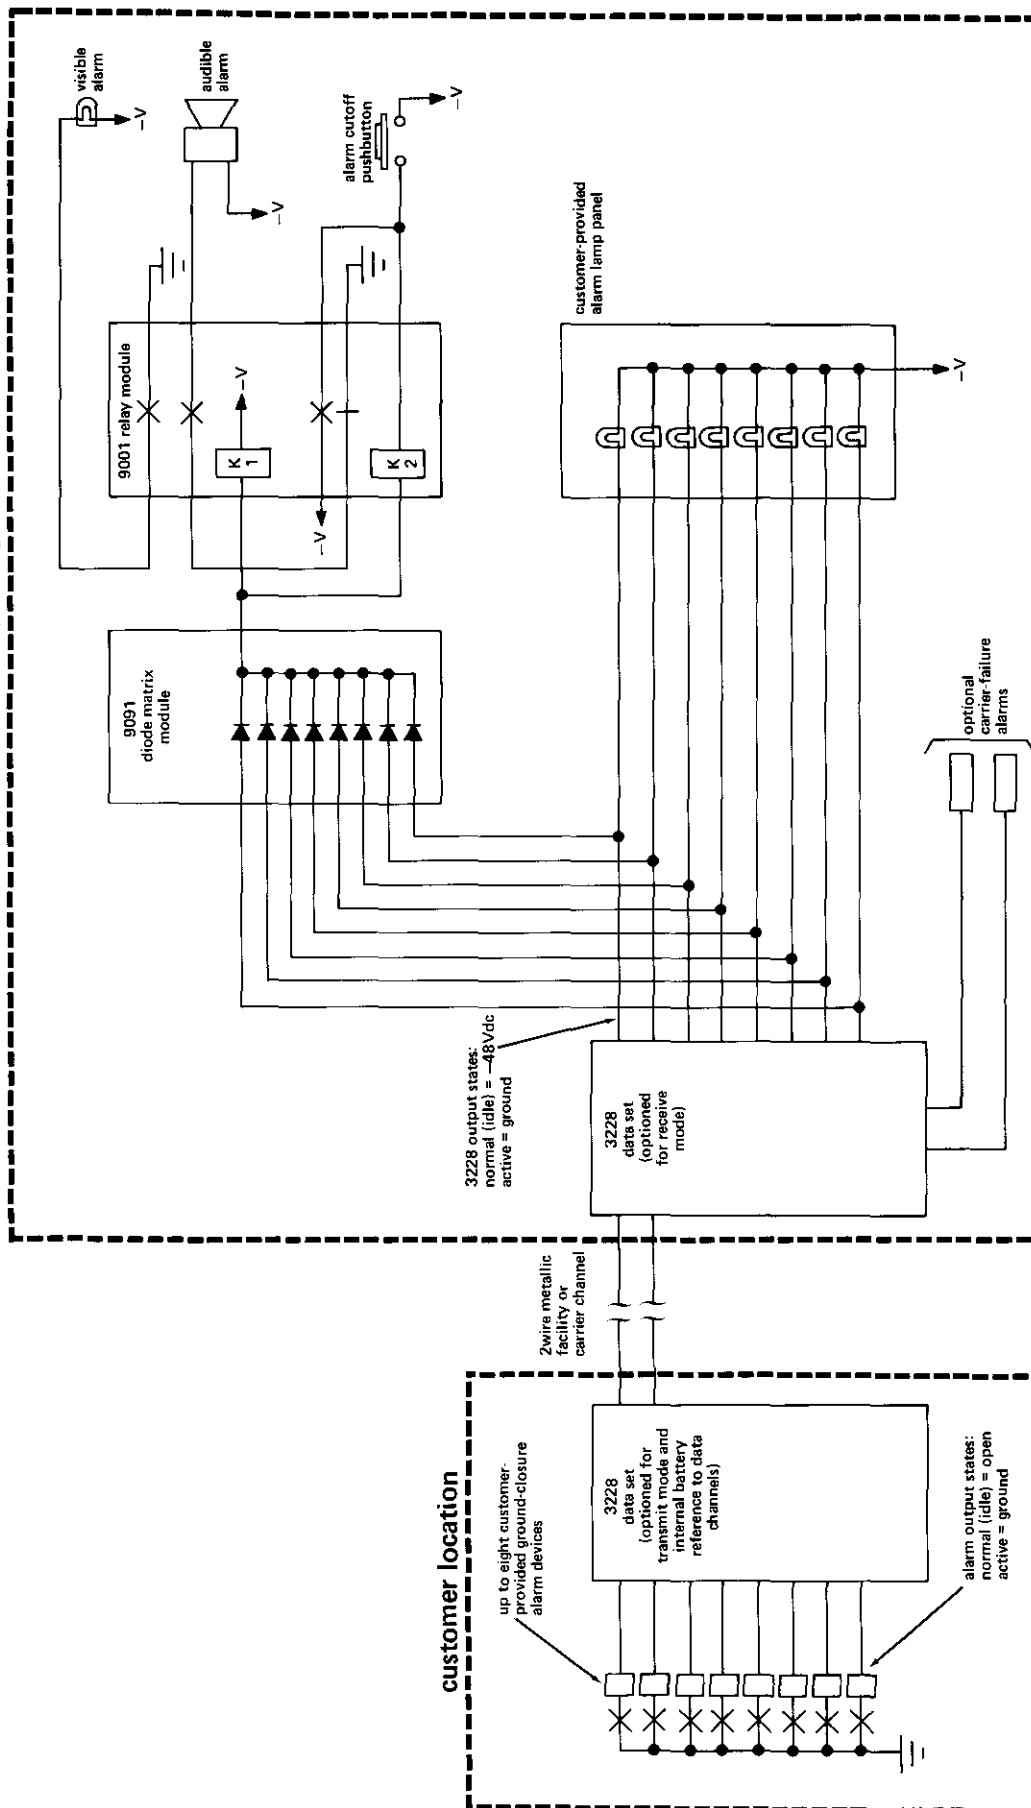 customer location
up to eight customer-
provided ground-closure
alarm devices
3228
data set
(optioned for
transmit mode and
internal battery
reference to data
channels)
alarm output states:
normal (idle) = open
active = ground
2wire metallic
facility or
carrier channel
3228 output states:
normal (idle) = −48Vdc
active = ground
3228
data set
(optioned
for receive
mode)
optional
carrier-failure
alarms
9091
diode matrix
module
9001 relay module
K
1
−V
−V
K
2
visible
alarm
−V
audible
alarm
−V
alarm cutoff
pushbutton
−V
customer-provided
alarm lamp panel
−V